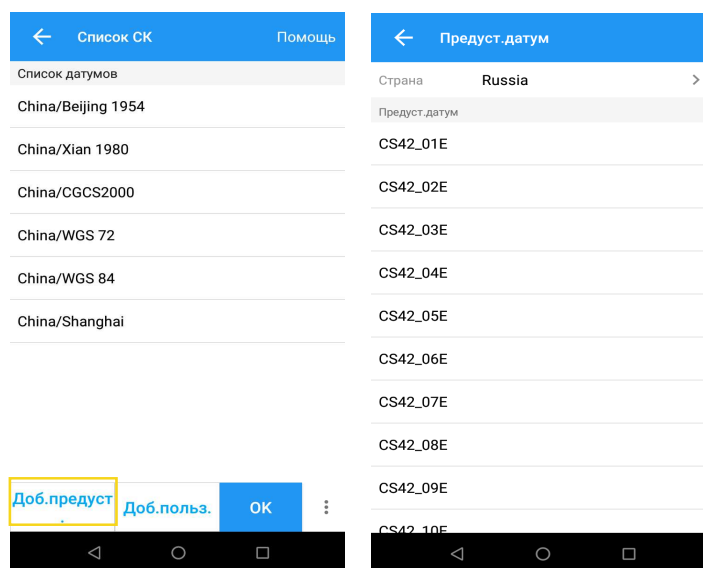 Список СК
Помощь
Список датумов
China/Beijing 1954
China/Xian 1980
China/CGCS2000
China/WGS 72
China/WGS 84
China/Shanghai
Доб.предуст
.
Доб.польз.
OK
Предуст.датум
Страна Russia
Предуст.датум
CS42_01E
CS42_02E
CS42_03E
CS42_04E
CS42_05E
CS42_06E
CS42_07E
CS42_08E
CS42_09E
CS42_10E